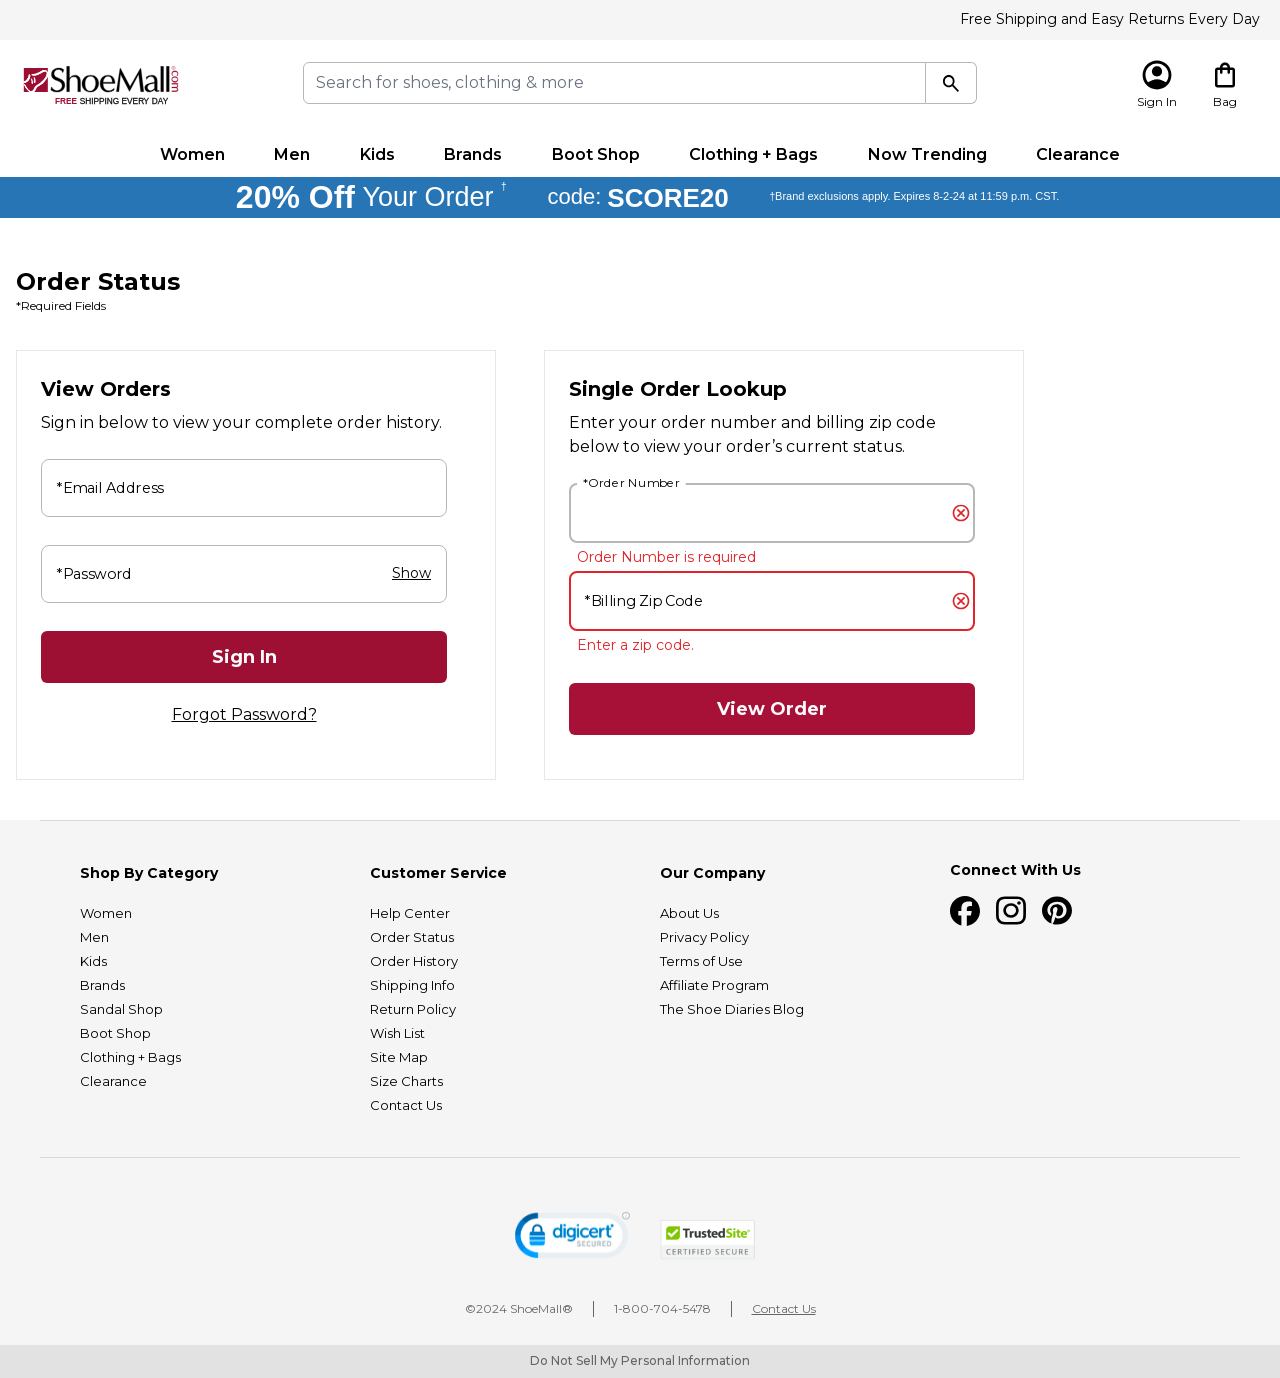 Free Shipping and Easy Returns Every Day
ShoeMall.com®
FREE SHIPPING EVERY DAY
Search for shoes, clothing & more
Sign In
Bag
Women
Men
Kids
Brands
Boot Shop
Clothing + Bags
Now Trending
Clearance
20% Off Your Order † code: SCORE20 †Brand exclusions apply. Expires 8-2-24 at 11:59 p.m. CST.
Order Status
*Required Fields
View Orders
Sign in below to view your complete order history.
*Email Address
*Password
Show
Sign In
Forgot Password?
Single Order Lookup
Enter your order number and billing zip code
below to view your order’s current status.
*Order Number
Order Number is required
*Billing Zip Code
Enter a zip code.
View Order
Shop By Category
Women
Men
Kids
Brands
Sandal Shop
Boot Shop
Clothing + Bags
Clearance
Customer Service
Help Center
Order Status
Order History
Shipping Info
Return Policy
Wish List
Site Map
Size Charts
Contact Us
Our Company
About Us
Privacy Policy
Terms of Use
Affiliate Program
The Shoe Diaries Blog
Connect With Us
digicert
SECURED
TrustedSite
CERTIFIED SECURE
©2024 ShoeMall®
1-800-704-5478
Contact Us
Do Not Sell My Personal Information